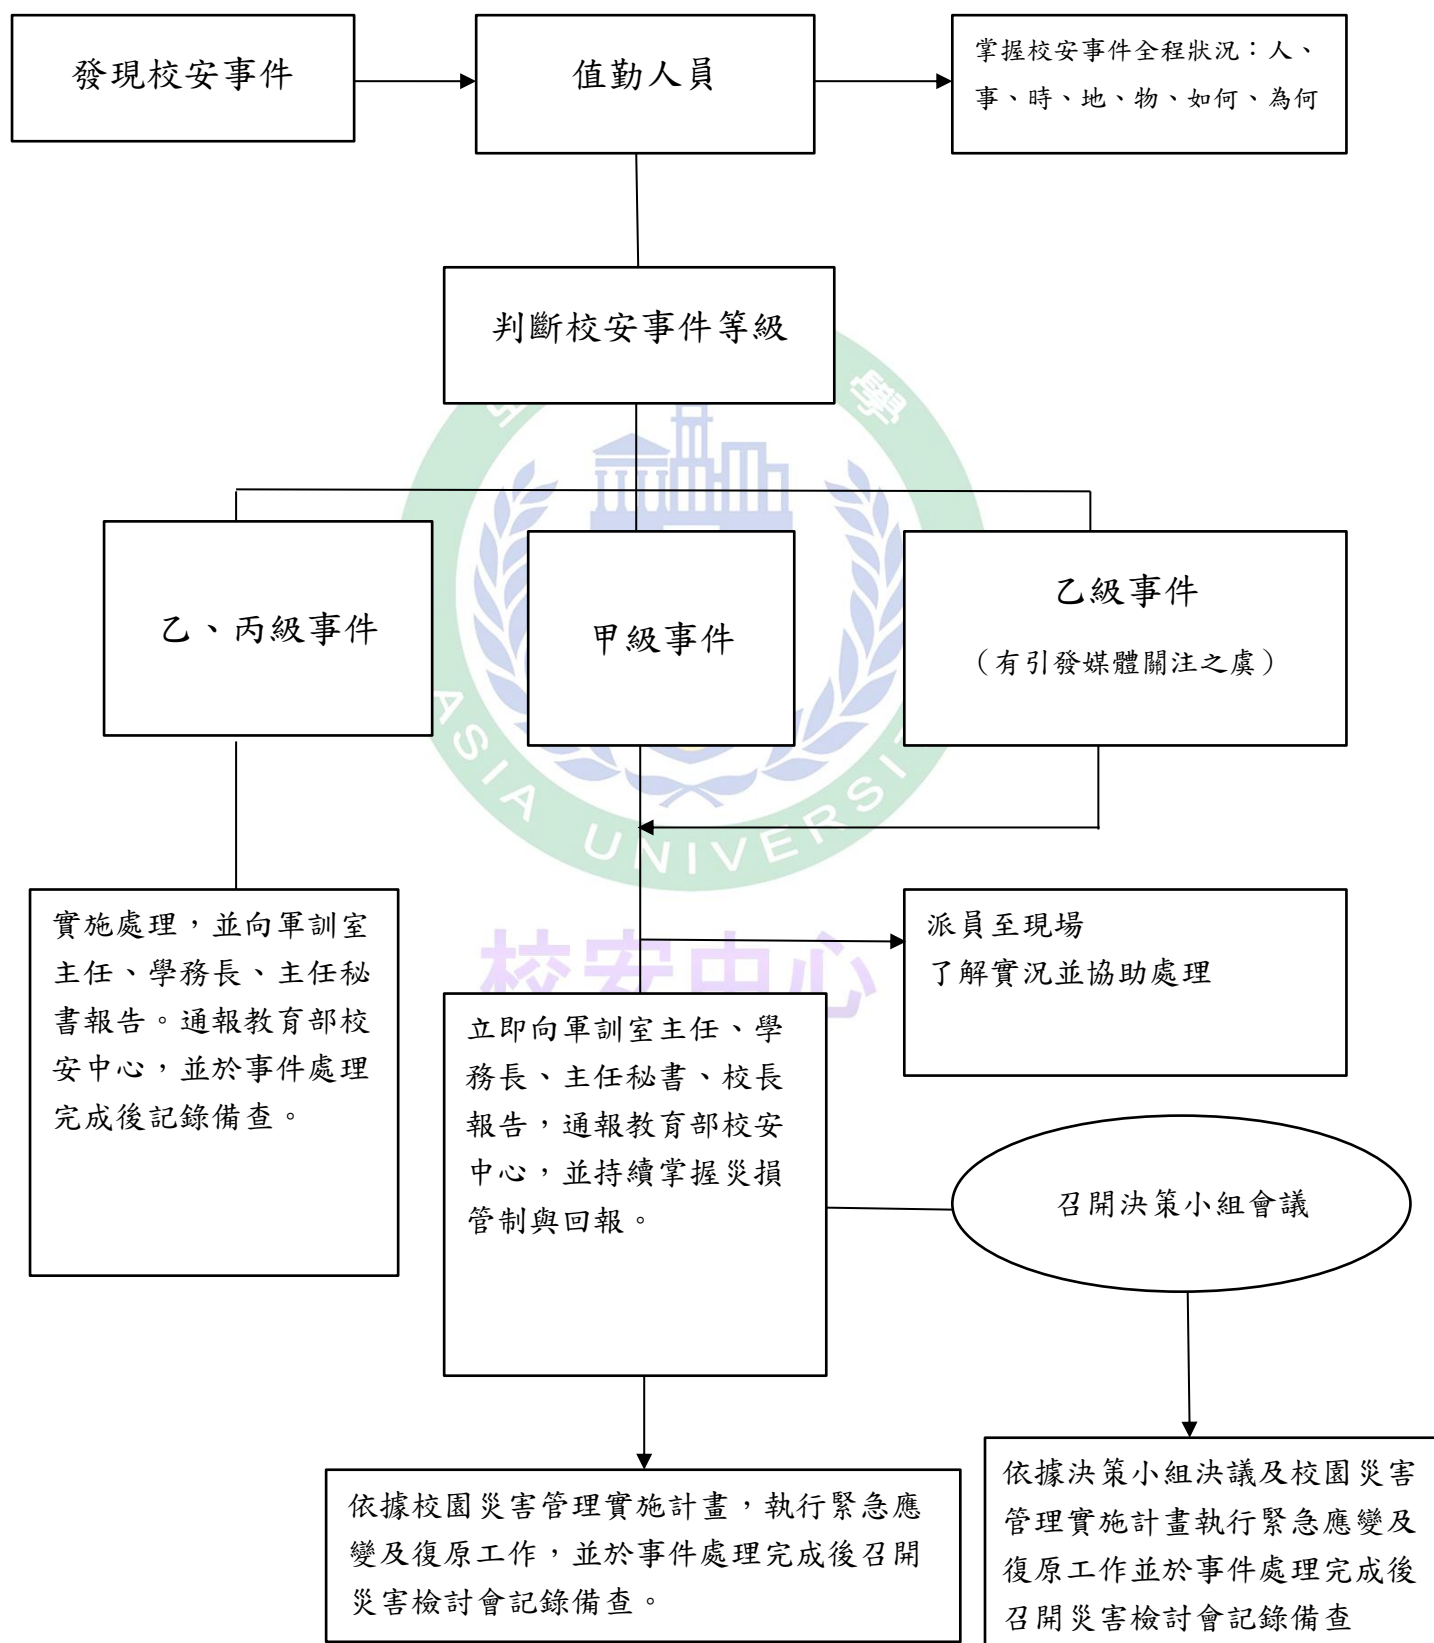 發現校安事件
值勤人員
掌握校安事件全程狀況：人、
事、時、地、物、如何、為何
判斷校安事件等級
學
乙、丙級事件
甲級事件
乙級事件
（有引發媒體關注之虞）
ASIA UNIVERSI
校安中心
實施處理，並向軍訓室
主任、學務長、主任秘
書報告。通報教育部校
安中心，並於事件處理
完成後記錄備查。
派員至現場
了解實況並協助處理
立即向軍訓室主任、學
務長、主任秘書、校長
報告，通報教育部校安
中心，並持續掌握災損
管制與回報。
召開決策小組會議
依據校園災害管理實施計畫，執行緊急應
變及復原工作，並於事件處理完成後召開
災害檢討會記錄備查。
依據決策小組決議及校園災害
管理實施計畫執行緊急應變及
復原工作並於事件處理完成後
召開災害檢討會記錄備查